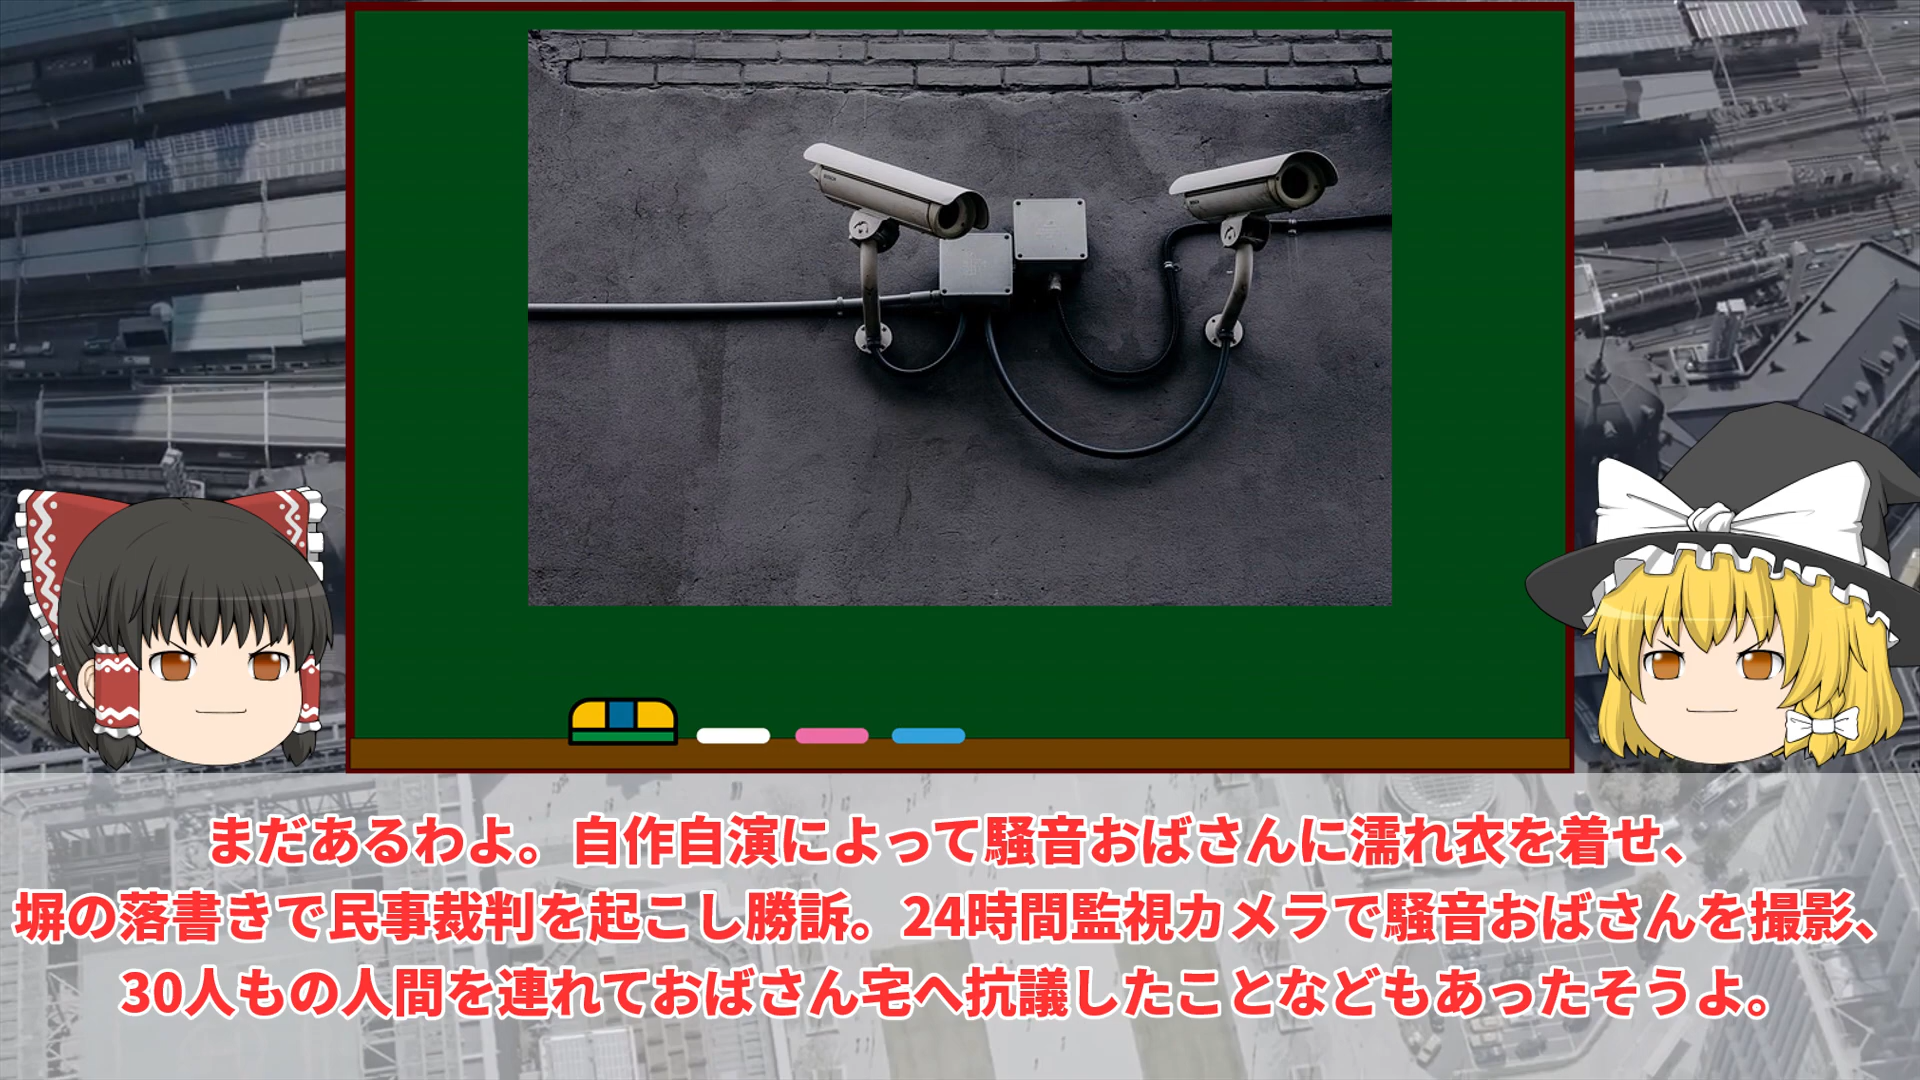 まだあるわよ。自作自演によって騒音おばさんに濡れ衣を着せ、
塀の落書きで民事裁判を起こし勝訴。24時間監視カメラで騒音おばさんを撮影、
30人もの人間を連れておばさん宅へ抗議したことなどもあったそうよ。